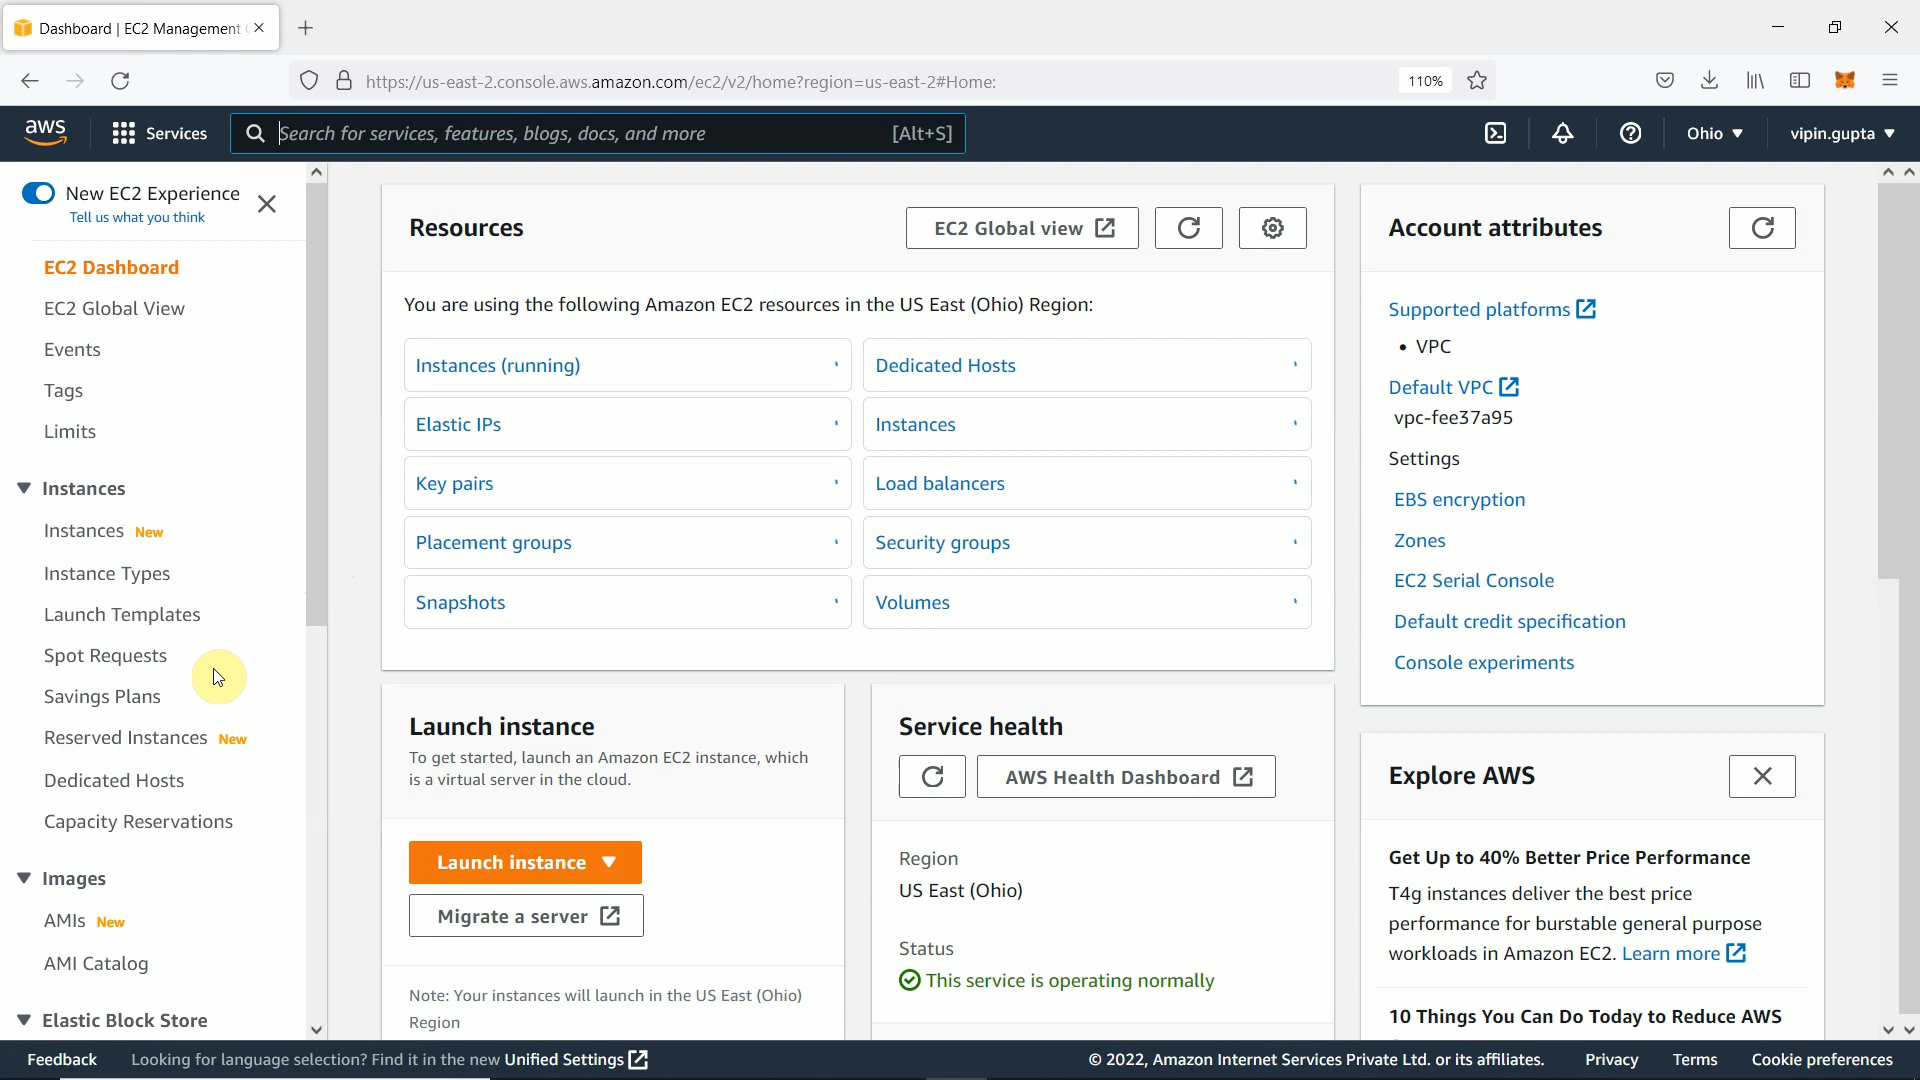 Dashboard | EC2 Management
https://us-east-2.console.aws.amazon.com/ec2/v2/home?region=us-east-2#Home:
110%
aws
Services
Search for services, features, blogs, docs, and more
[Alt+S]
Ohio
vipin.gupta
New EC2 Experience
Tell us what you think
EC2 Dashboard
EC2 Global View
Events
Tags
Limits
Instances
Instances New
Instance Types
Launch Templates
Spot Requests
Savings Plans
Reserved Instances New
Dedicated Hosts
Capacity Reservations
Images
AMIs New
AMI Catalog
Elastic Block Store
Resources
EC2 Global view
You are using the following Amazon EC2 resources in the US East (Ohio) Region:
Instances (running)
Dedicated Hosts
Elastic IPs
Instances
Key pairs
Load balancers
Placement groups
Security groups
Snapshots
Volumes
Launch instance
To get started, launch an Amazon EC2 instance, which
is a virtual server in the cloud.
Launch instance
Migrate a server
Note: Your instances will launch in the US East (Ohio)
Region
Service health
AWS Health Dashboard
Region
US East (Ohio)
Status
This service is operating normally
Account attributes
Supported platforms
• VPC
Default VPC
vpc-fee37a95
Settings
EBS encryption
Zones
EC2 Serial Console
Default credit specification
Console experiments
Explore AWS
Get Up to 40% Better Price Performance
T4g instances deliver the best price
performance for burstable general purpose
workloads in Amazon EC2. Learn more
10 Things You Can Do Today to Reduce AWS
Feedback
Looking for language selection? Find it in the new Unified Settings
© 2022, Amazon Internet Services Private Ltd. or its affiliates.
Privacy
Terms
Cookie preferences